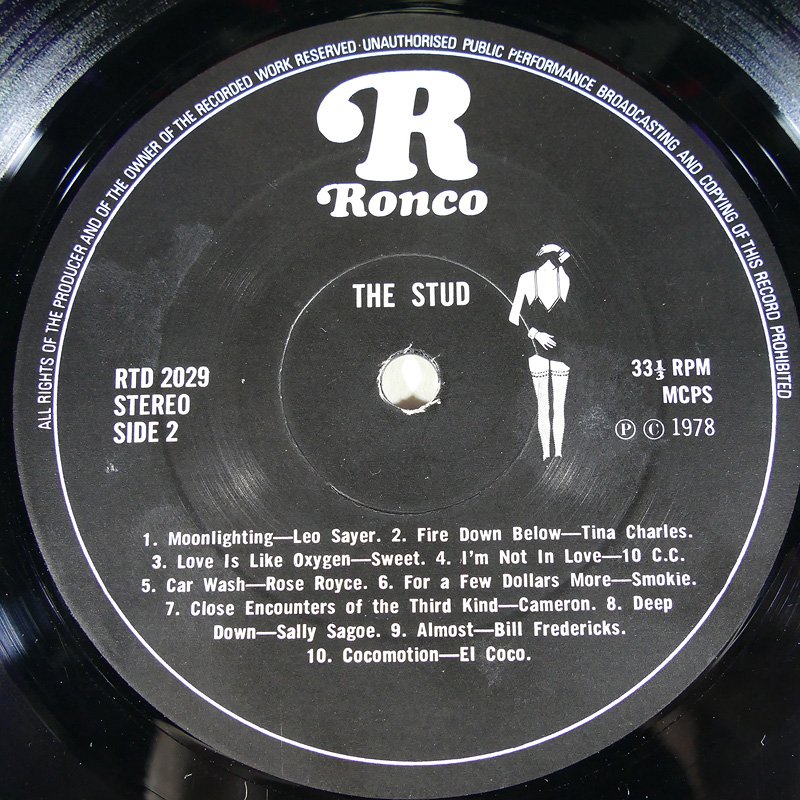 ALL RIGHTS OF THE PRODUCER AND OF THE OWNER OF THE RECORDED WORK RESERVED · UNAUTHORISED PUBLIC PERFORMANCE BROADCASTING AND COPYING OF THIS RECORD PROHIBITED
R
Ronco
THE STUD
RTD 2029
STEREO
SIDE 2
33⅓ RPM
MCPS
℗ © 1978
1. Moonlighting—Leo Sayer. 2. Fire Down Below—Tina Charles.
3. Love Is Like Oxygen—Sweet. 4. I'm Not In Love—10 C.C.
5. Car Wash—Rose Royce. 6. For a Few Dollars More—Smokie.
7. Close Encounters of the Third Kind—Cameron. 8. Deep
Down—Sally Sagoe. 9. Almost—Bill Fredericks.
10. Cocomotion—El Coco.